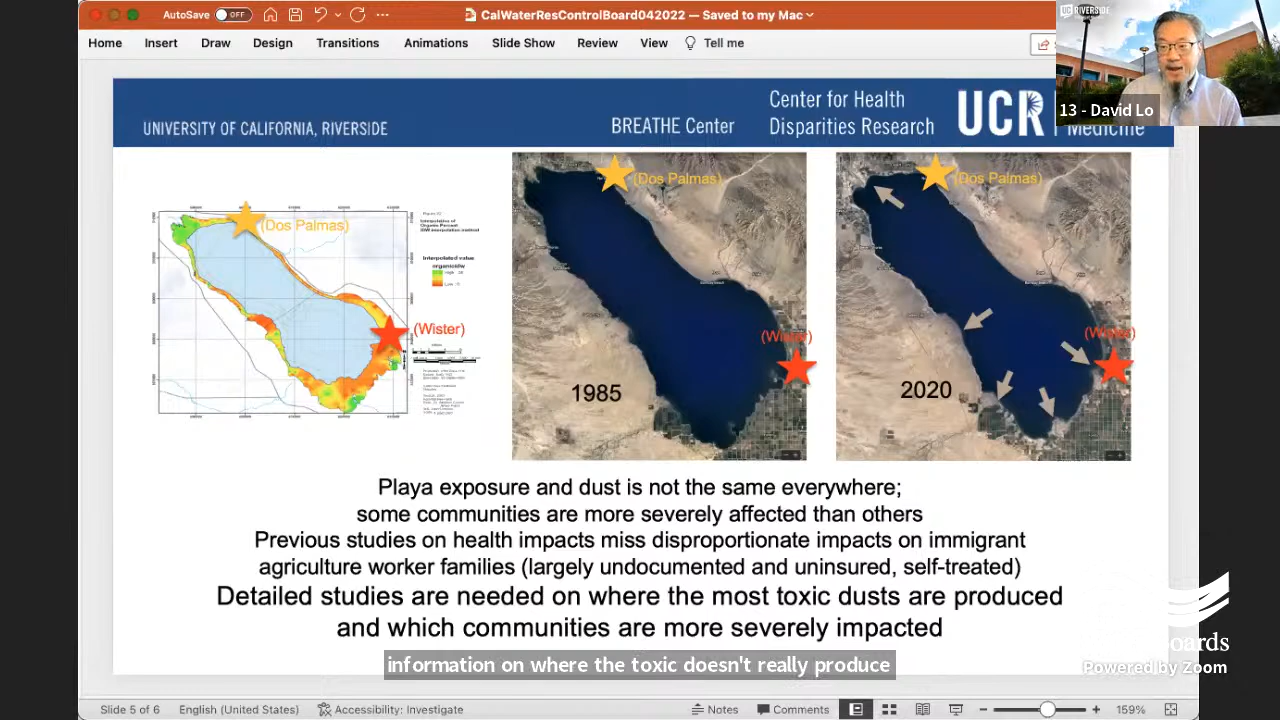 AutoSave
OFF
CalWaterResControlBoard042022 — Saved to my Mac
Home
Insert
Draw
Design
Transitions
Animations
Slide Show
Review
View
Tell me
UC RIVERSIDE
13 - David Lo
UNIVERSITY OF CALIFORNIA, RIVERSIDE
BREATHE Center
Center for Health
Disparities Research
UCR
Medicine
(Dos Palmas)
(Wister)
Interpolated value
(Dos Palmas)
(Wister)
1985
(Dos Palmas)
(Wister)
2020
Playa exposure and dust is not the same everywhere;
some communities are more severely affected than others
Previous studies on health impacts miss disproportionate impacts on immigrant
agriculture worker families (largely undocumented and uninsured, self-treated)
Detailed studies are needed on where the most toxic dusts are produced
and which communities are more severely impacted
information on where the toxic doesn't really produce
Powered by Zoom
Slide 5 of 6
English (United States)
Accessibility: Investigate
Notes
Comments
159%